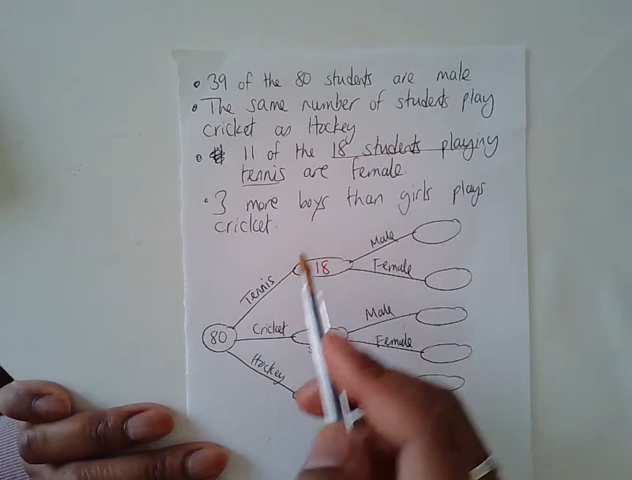 • 39 of the 80 students are male
• The same number of students play
cricket as Hockey
• 11 of the 18 students playing
tennis are female
• 3 more boys than girls plays
cricket.
Male
18
Female
Tennis
Male
80
Cricket
Female
Hockey